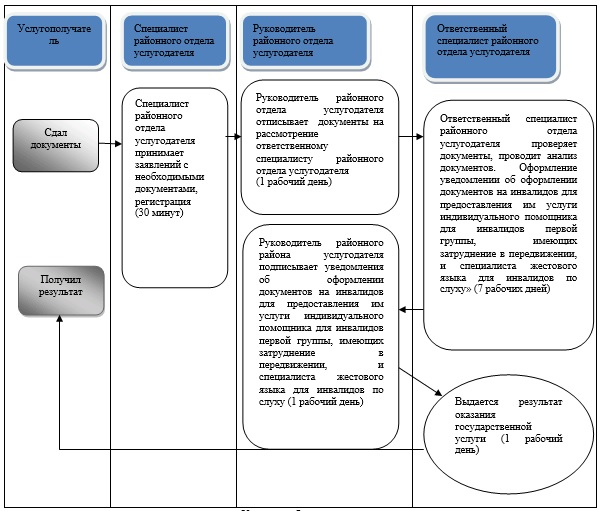 Услугополучате
ль
Специалист
районного отдела
услугодателя
Руководитель
районного отдела
услугодателя
Ответственный
специалист районного
отдела услугодателя
Сдал
документы
Специалист
районного
отдела
услугодателя
принимает
заявлений с
необходимыми
документами,
регистрация
(30 минут)
Руководитель районного
отдела услугодателя
отписывает документы на
рассмотрение
ответственному
специалисту районного
отдела услугодателя
(1 рабочий день)
Ответственный специалист
районного отдела
услугодателя проверяет
документы, проводит анализ
документов. Оформление
уведомлении об оформлении
документов на инвалидов для
предоставления им услуги
индивидуального помощника
для инвалидов первой
группы, имеющих
затруднение в передвижении,
и специалиста жестового
языка для инвалидов по
слуху» (7 рабочих дней)
Руководитель районного
района услугодателя
подписывает уведомления
об оформлении
документов на инвалидов
для предоставления им
услуги индивидуального
помощника для инвалидов
первой группы, имеющих
затруднение в
передвижении, и
специалиста жестового
языка для инвалидов по
слуху (1 рабочий день)
Получил
результат
Выдается результат
оказания
государственной
услуги (1 рабочий
день)